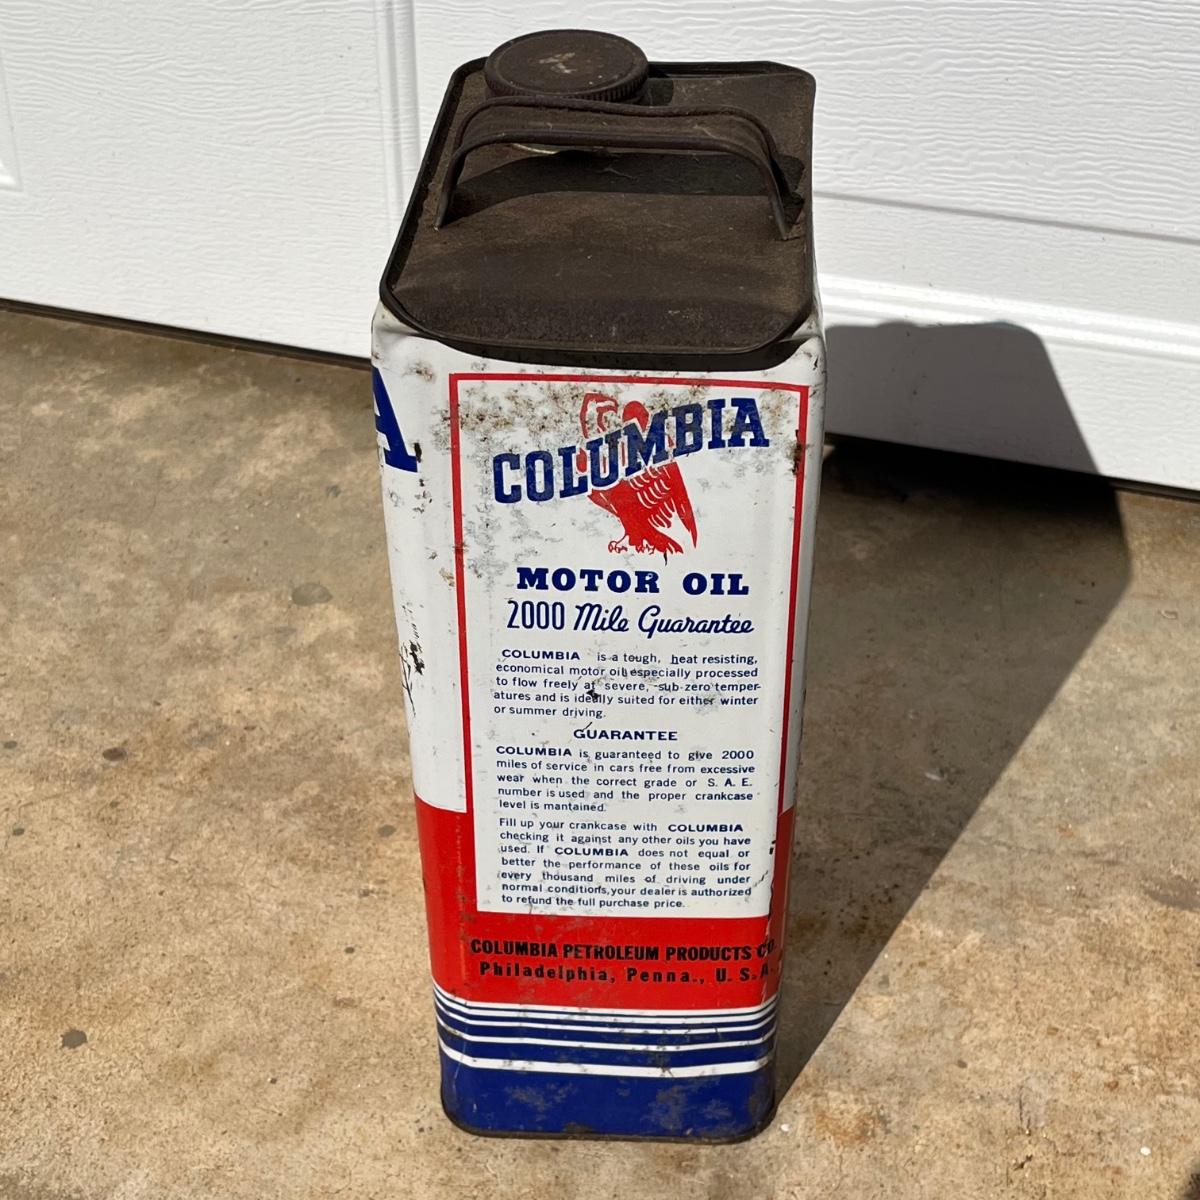 A
COLUMBIA
MOTOR OIL
2000 Mile Guarantee
COLUMBIA is a tough, heat resisting,
economical motor oil especially processed
to flow freely at severe, sub-zero temper-
atures and is ideally suited for either winter
or summer driving.
GUARANTEE
COLUMBIA is guaranteed to give 2000
miles of service in cars free from excessive
wear when the correct grade or S. A. E.
number is used and the proper crankcase
level is mantained.
Fill up your crankcase with COLUMBIA
checking it against any other oils you have
used. If COLUMBIA does not equal or
better the performance of these oils for
every thousand miles of driving under
normal conditions, your dealer is authorized
to refund the full purchase price.
COLUMBIA PETROLEUM PRODUCTS CO.
Philadelphia, Penna., U. S. A.